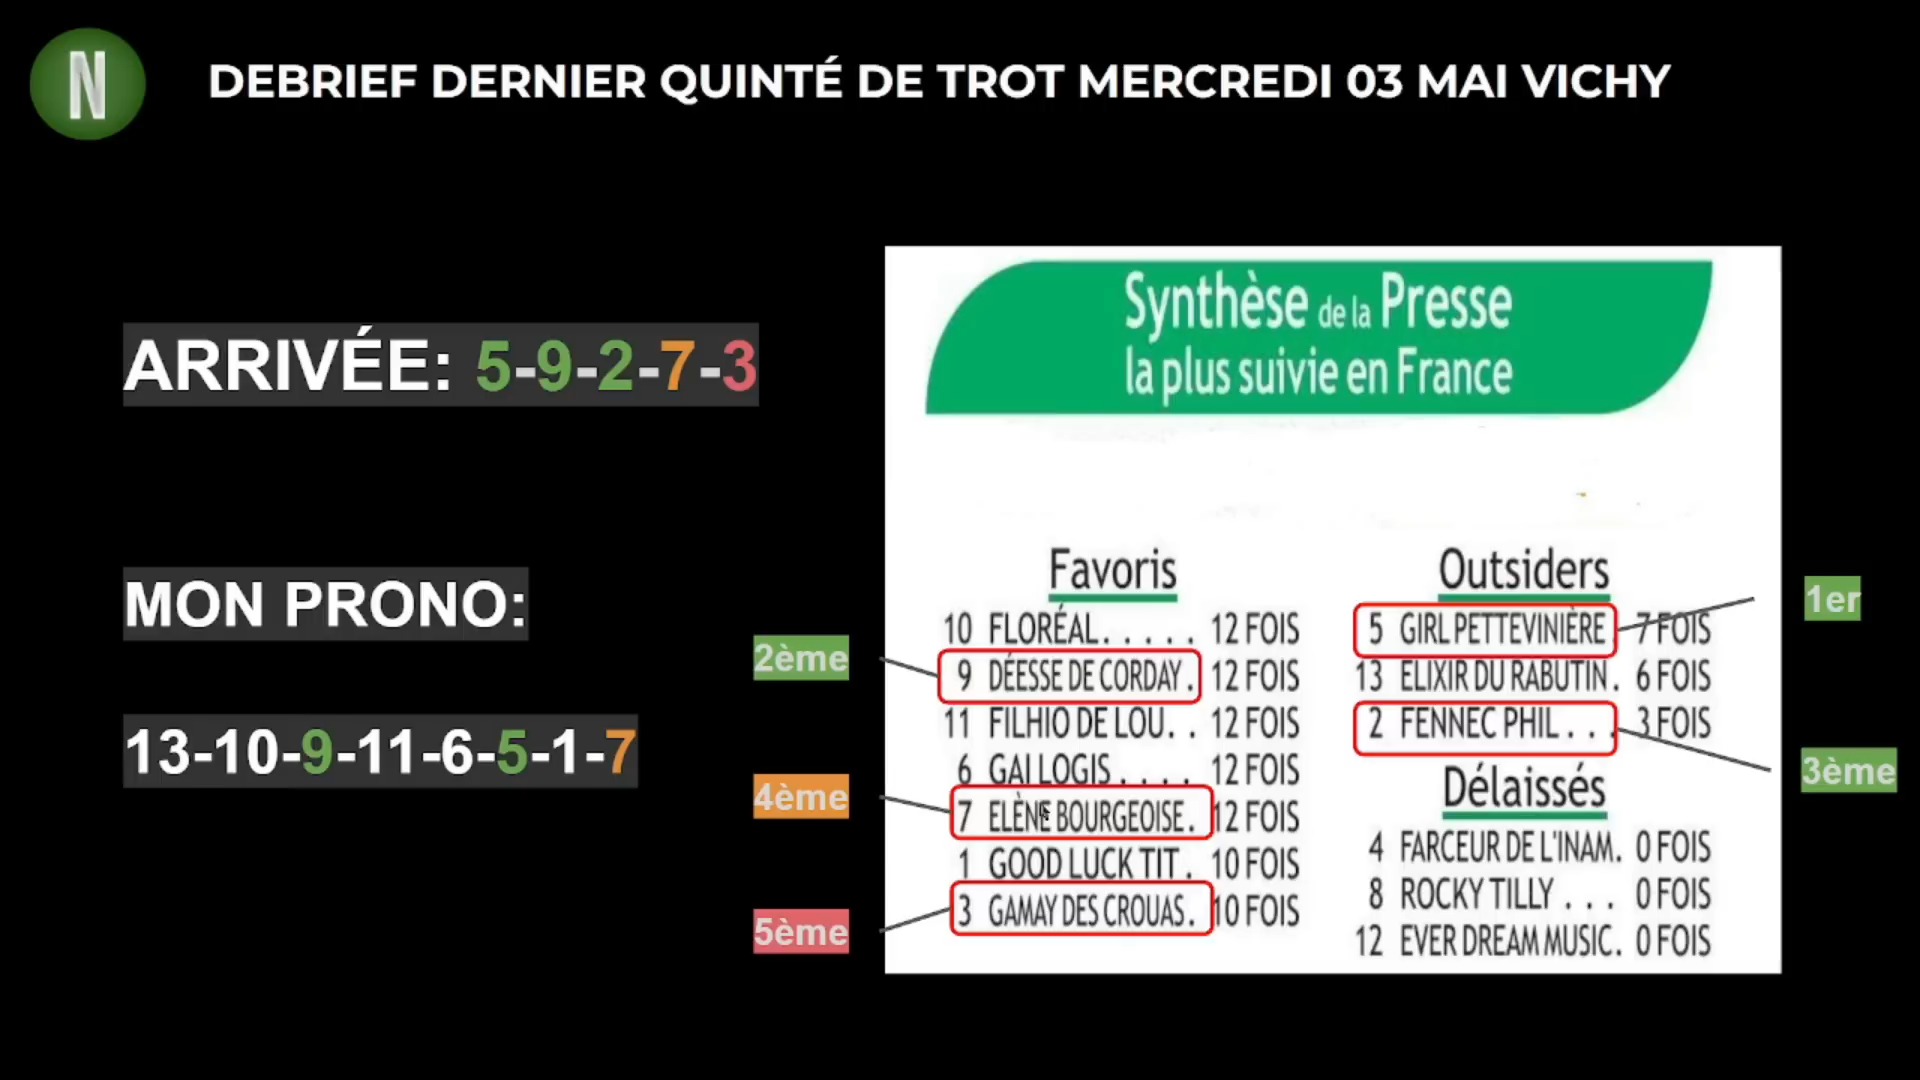 N
DEBRIEF DERNIER QUINTÉ DE TROT MERCREDI 03 MAI VICHY
ARRIVÉE: 5-9-2-7-3
MON PRONO:
13-10-9-11-6-5-1-7
Synthèse de la Presse
la plus suivie en France
Favoris
10 FLORÉAL..... 12 FOIS
2ème
9 DÉESSE DE CORDAY. 12 FOIS
11 FILHIO DE LOU. . 12 FOIS
6 GAI LOGIS .... 12 FOIS
4ème
7 ELÈNE BOURGEOISE. 12 FOIS
1 GOOD LUCK TIT . 10 FOIS
5ème
3 GAMAY DES CROUAS. 10 FOIS
Outsiders
1er
5 GIRL PETTEVINIÈRE 7 FOIS
13 ELIXIR DU RABUTIN. 6 FOIS
2 FENNEC PHIL... 3 FOIS
3ème
Délaissés
4 FARCEUR DE L'INAM. 0 FOIS
8 ROCKY TILLY ... 0 FOIS
12 EVER DREAM MUSIC. 0 FOIS